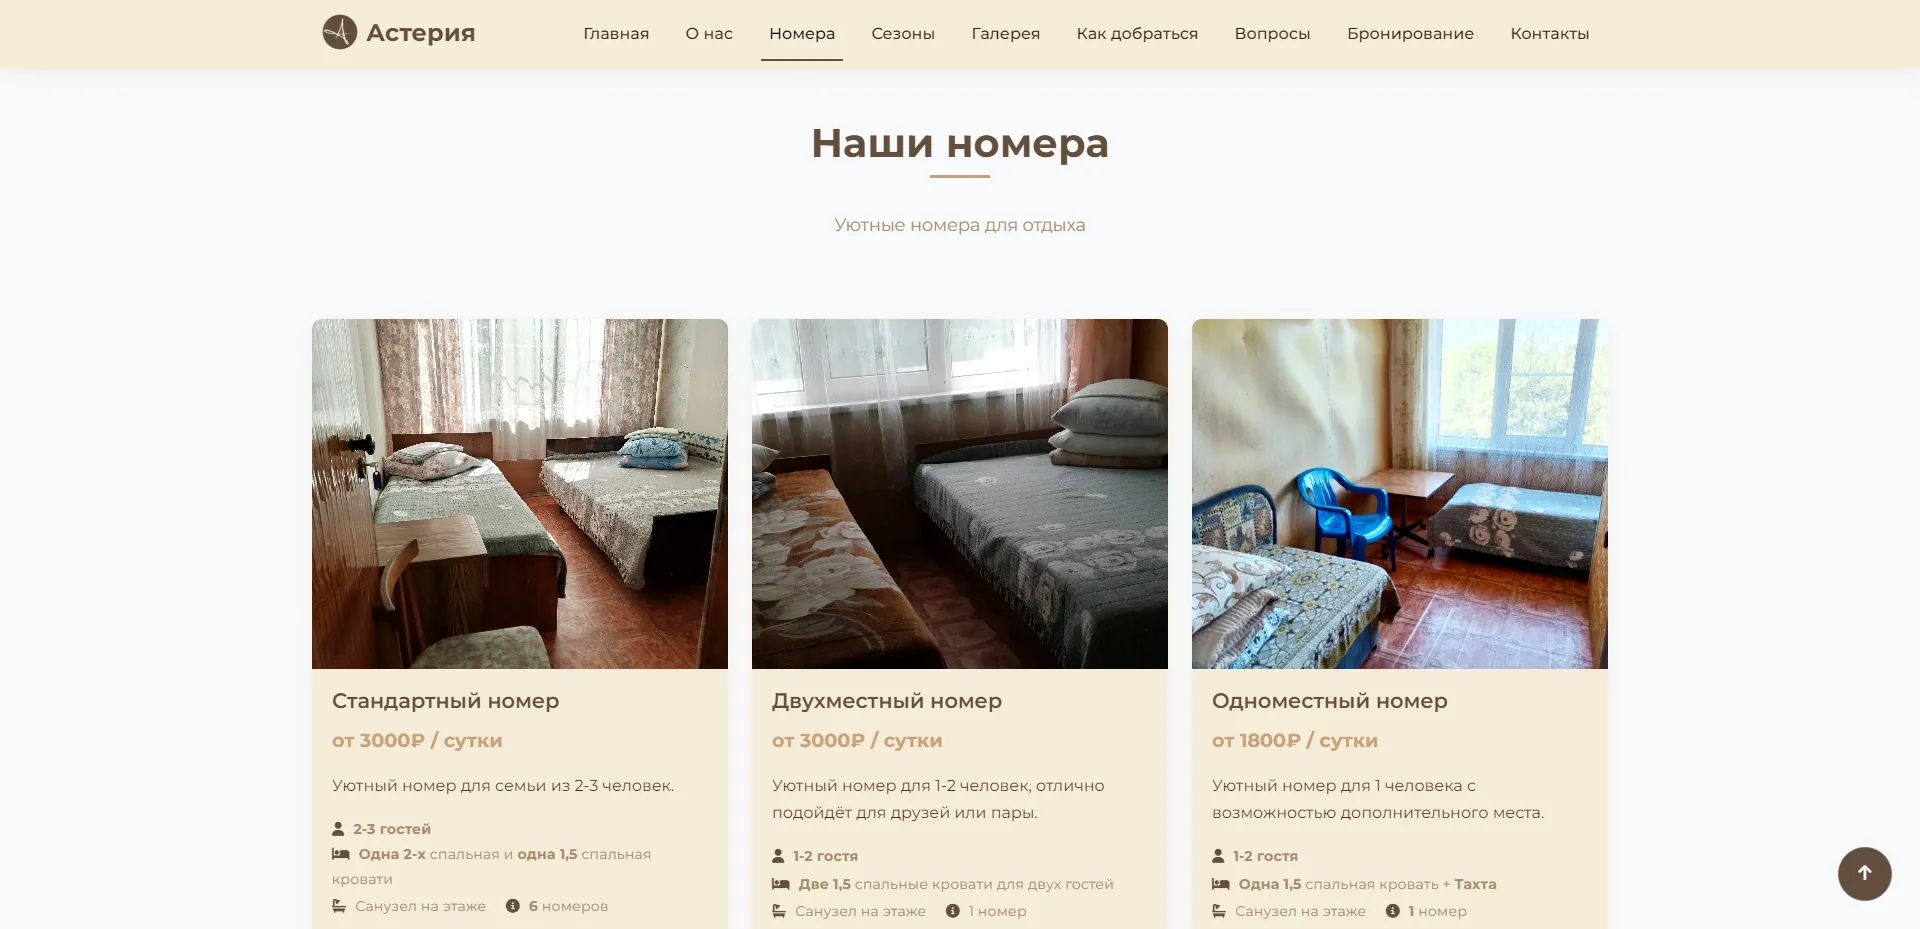 Астерия
Главная
О нас
Номера
Сезоны
Галерея
Как добраться
Вопросы
Бронирование
Контакты
Наши номера
Уютные номера для отдыха
Стандартный номер
от 3000₽ / сутки
Уютный номер для семьи из 2-3 человек.
2-3 гостей
Одна 2-х спальная и одна 1,5 спальная
кровати
Санузел на этаже
6 номеров
Двухместный номер
от 3000₽ / сутки
Уютный номер для 1-2 человек, отлично
подойдёт для друзей или пары.
1-2 гостя
Две 1,5 спальные кровати для двух гостей
Санузел на этаже
1 номер
Одноместный номер
от 1800₽ / сутки
Уютный номер для 1 человека с
возможностью дополнительного места.
1-2 гостя
Одна 1,5 спальная кровать + Тахта
Санузел на этаже
1 номер